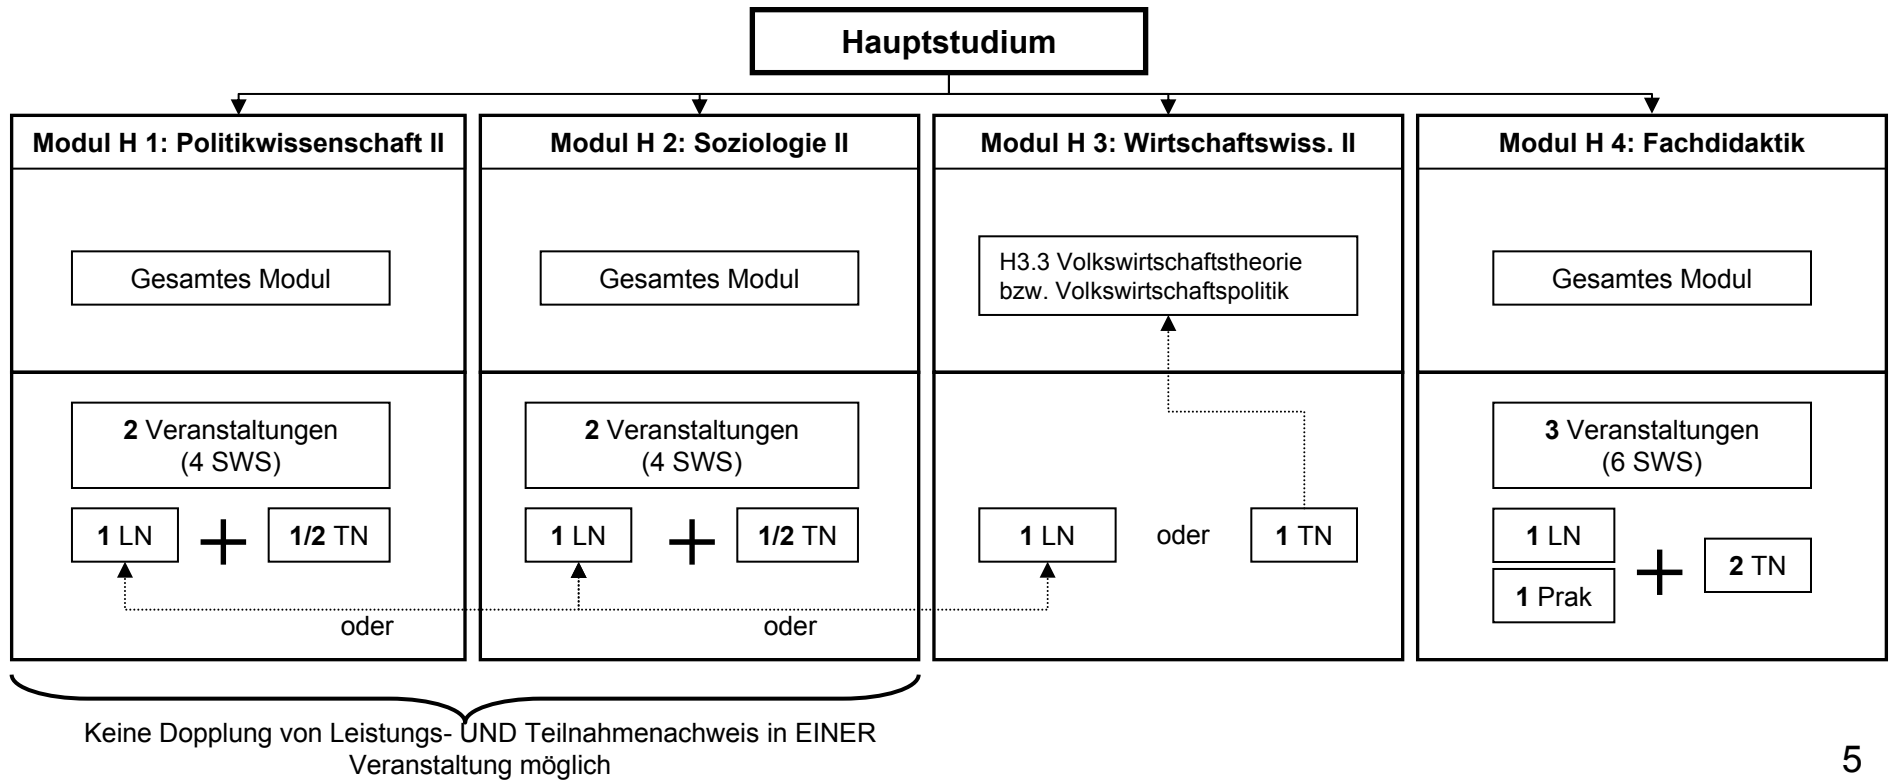 Hauptstudium
Modul H 1: Politikwissenschaft II
Gesamtes Modul
2 Veranstaltungen
(4 SWS)
1 LN
+
1/2 TN
oder
Modul H 2: Soziologie II
Gesamtes Modul
2 Veranstaltungen
(4 SWS)
1 LN
+
1/2 TN
oder
Modul H 3: Wirtschaftswiss. II
H3.3 Volkswirtschaftstheorie
bzw. Volkswirtschaftspolitik
1 LN
oder
1 TN
Modul H 4: Fachdidaktik
Gesamtes Modul
3 Veranstaltungen
(6 SWS)
1 LN
1 Prak
+
2 TN
Keine Dopplung von Leistungs- UND Teilnahmenachweis in EINER
Veranstaltung möglich
5